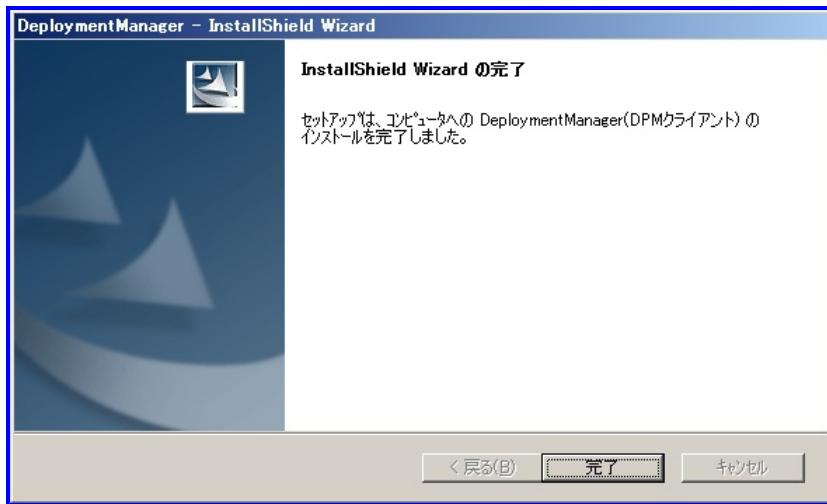 DeploymentManager - InstallShield Wizard
InstallShield Wizard の完了
セットアップは、コンピュータへの DeploymentManager(DPMクライアント) の
インストールを完了しました。
< 戻る(B)
完了
キャンセル